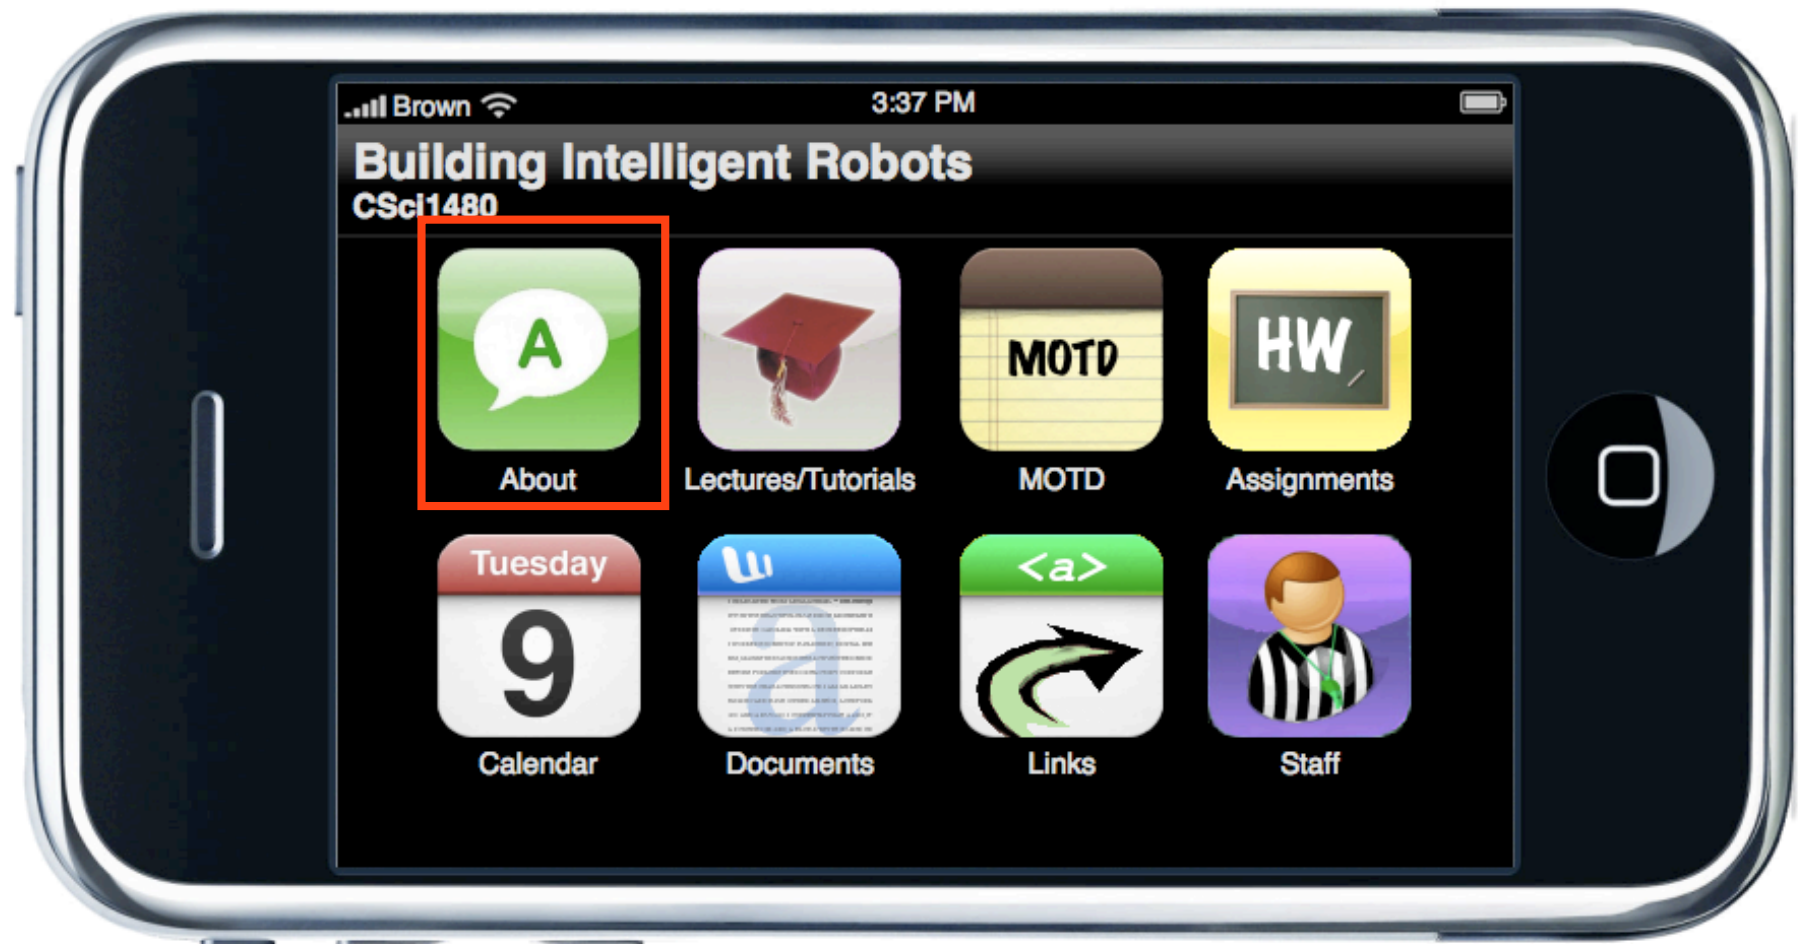 Brown 3:37 PM
Building Intelligent Robots
CSci1480
A
MOTD
HW
About Lectures/Tutorials MOTD Assignments
Tuesday
9
<a>
a
Calendar Documents Links Staff